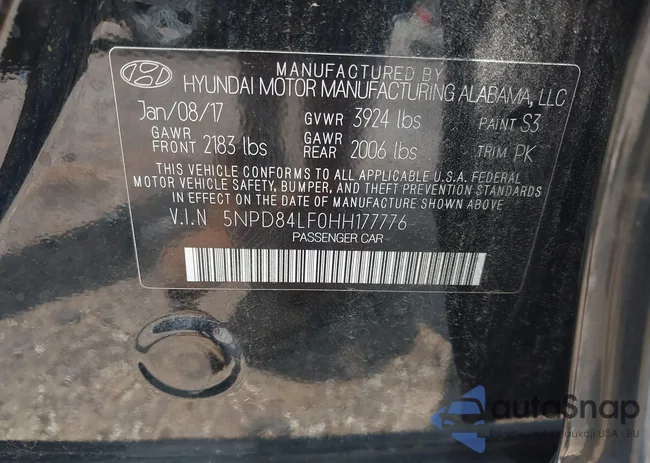 MANUFACTURED BY
HYUNDAI MOTOR MANUFACTURING ALABAMA, LLC
Jan/08/17 GVWR 3924 lbs PAINT S3
GAWR FRONT 2183 lbs GAWR REAR 2006 lbs TRIM PK
THIS VEHICLE CONFORMS TO ALL APPLICABLE U.S.A. FEDERAL
MOTOR VEHICLE SAFETY, BUMPER, AND THEFT PREVENTION STANDARDS
IN EFFECT ON THE DATE OF MANUFACTURE SHOWN ABOVE
V.I.N 5NPD84LF0HH177776
PASSENGER CAR
autoSnap
USA - EU